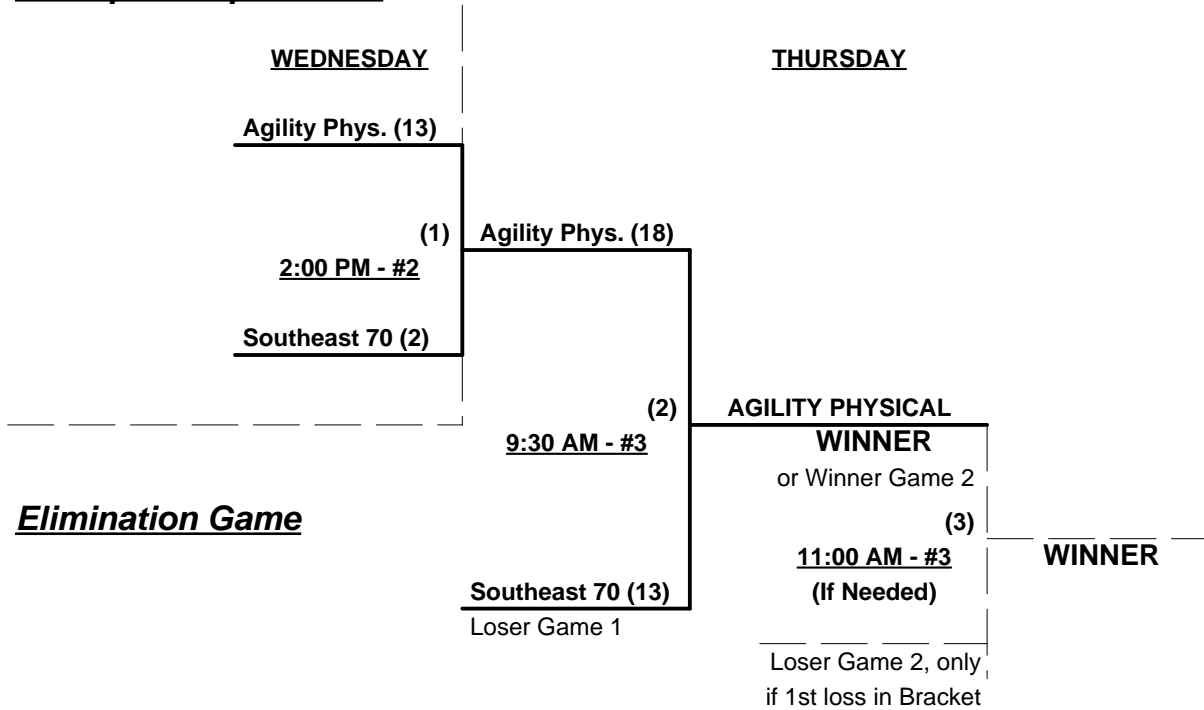 WEDNESDAY
THURSDAY
Agility Phys. (13)
(1)
Agility Phys. (18)
2:00 PM - #2
Southeast 70 (2)
(2)
AGILITY PHYSICAL
9:30 AM - #3
WINNER
or Winner Game 2
Elimination Game
(3)
11:00 AM - #3
WINNER
(If Needed)
Southeast 70 (13)
Loser Game 1
Loser Game 2, only
if 1st loss in Bracket